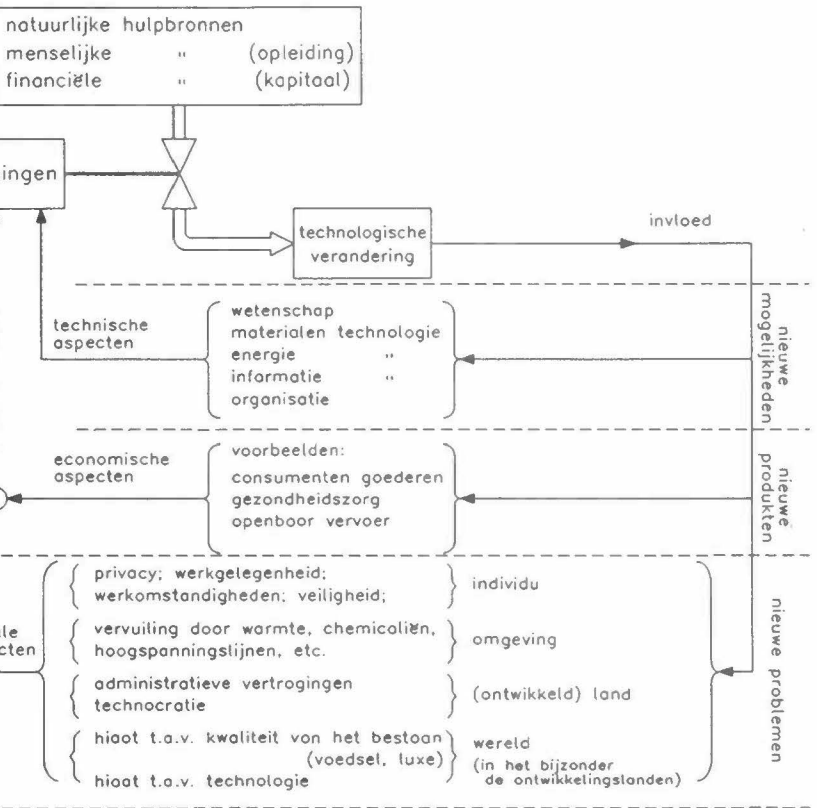 natuurlijke hulpbronnen
menselijke " (opleiding)
financiële " (kapitaal)
ingen
technologische
verandering
invloed
technische
aspecten
wetenschap
materialen technologie
energie "
informatie "
organisatie
nieuwe
mogelijkheden
economische
aspecten
voorbeelden:
consumenten goederen
gezondheidszorg
openboor vervoer
nieuwe
produkten
le
cten
privacy; werkgelegenheid;
werkomstandigheden; veiligheid;
individu
vervuiling door warmte, chemicaliën,
hoogspanningslijnen, etc.
omgeving
administratieve vertrogingen
technocratie
(ontwikkeld) land
hiaat t.a.v. kwaliteit von het bestaan
(voedsel, luxe)
hiaat t.a.v. technologie
wereld
(in het bijzonder
de ontwikkelingslanden)
nieuwe problemen